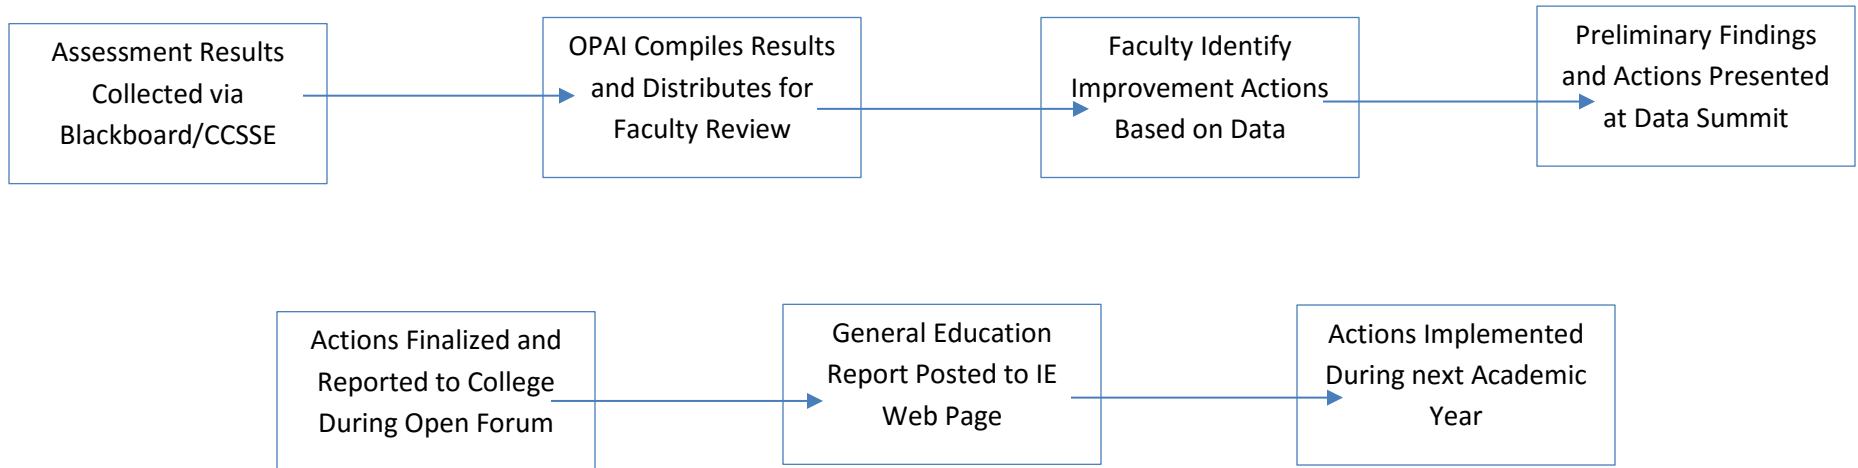 Assessment Results
Collected via
Blackboard/CCSSE
OPAI Compiles Results
and Distributes for
Faculty Review
Faculty Identify
Improvement Actions
Based on Data
Preliminary Findings
and Actions Presented
at Data Summit
Actions Finalized and
Reported to College
During Open Forum
General Education
Report Posted to IE
Web Page
Actions Implemented
During next Academic
Year